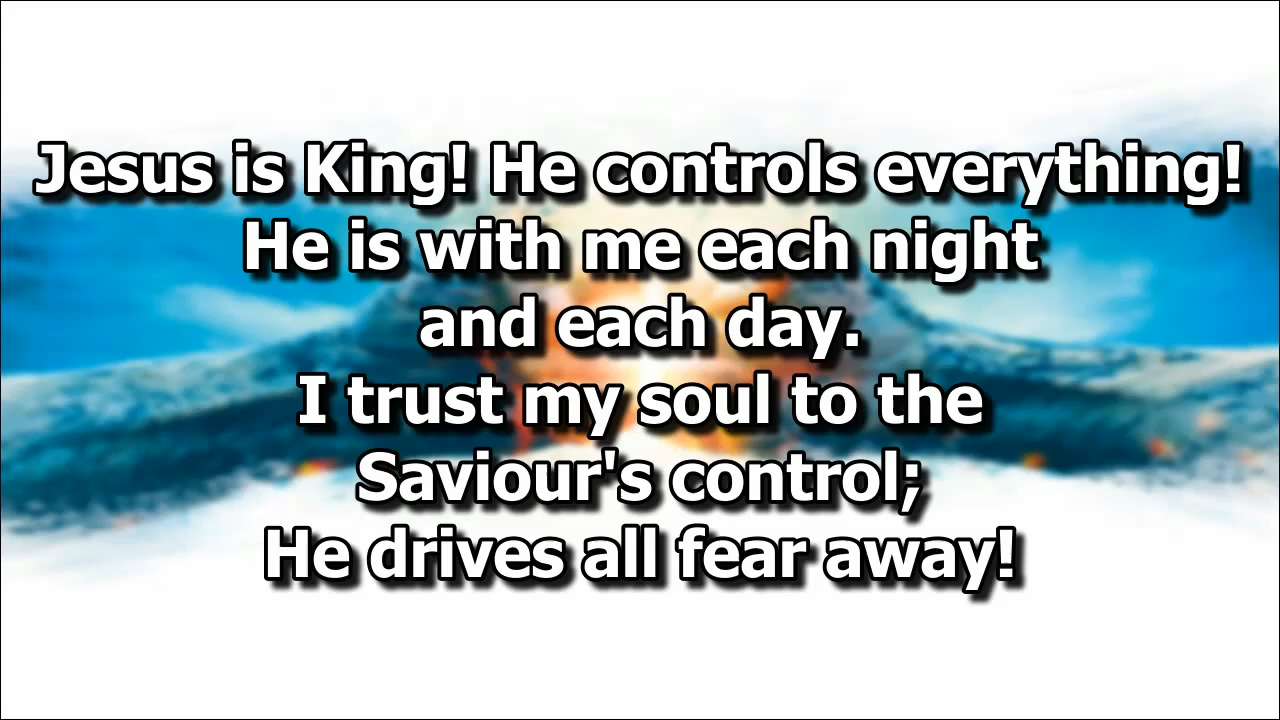 Jesus is King! He controls everything!
He is with me each night
and each day.
I trust my soul to the
Saviour's control;
He drives all fear away!